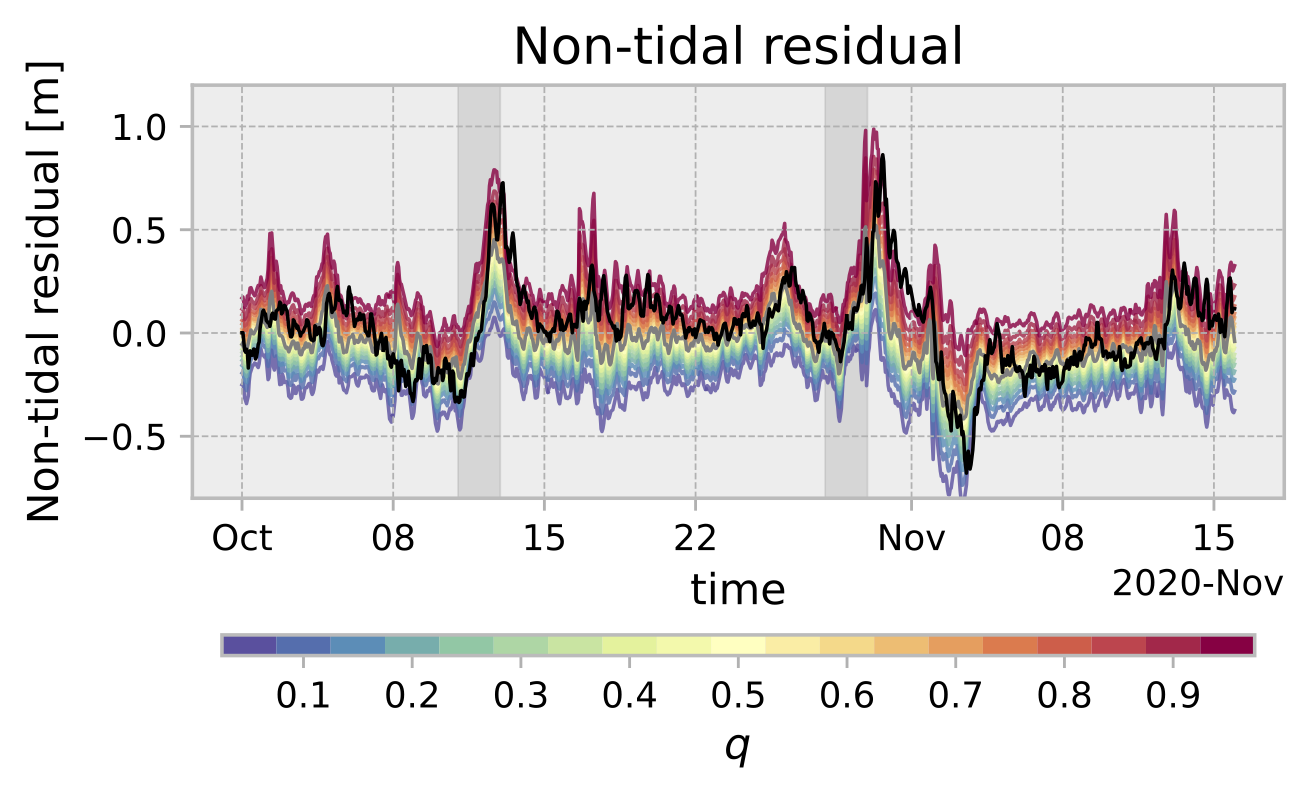 Non-tidal residual
Non-tidal residual [m]
1.0
0.5
0.0
−0.5
Oct 08 15 22 Nov 08 15
time
2020-Nov
0.1 0.2 0.3 0.4 0.5 0.6 0.7 0.8 0.9
q